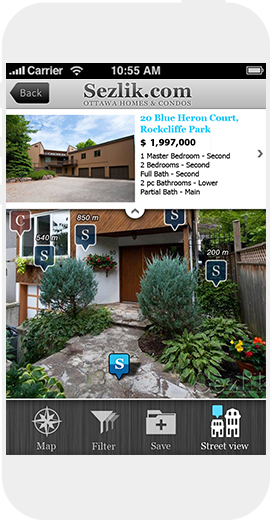 Carrier 10:55 AM
Back
Sezlik.com
OTTAWA HOMES & CONDOS
20 Blue Heron Court,
Rockcliffe Park
$ 1,997,000
1 Master Bedroom - Second
2 Bedrooms - Second
Full Bath - Second
2 pc Bathrooms - Lower
Partial Bath - Main
C
850 m
S
S
540 m
S
200 m
S
S
Map
Filter
Save
Street view